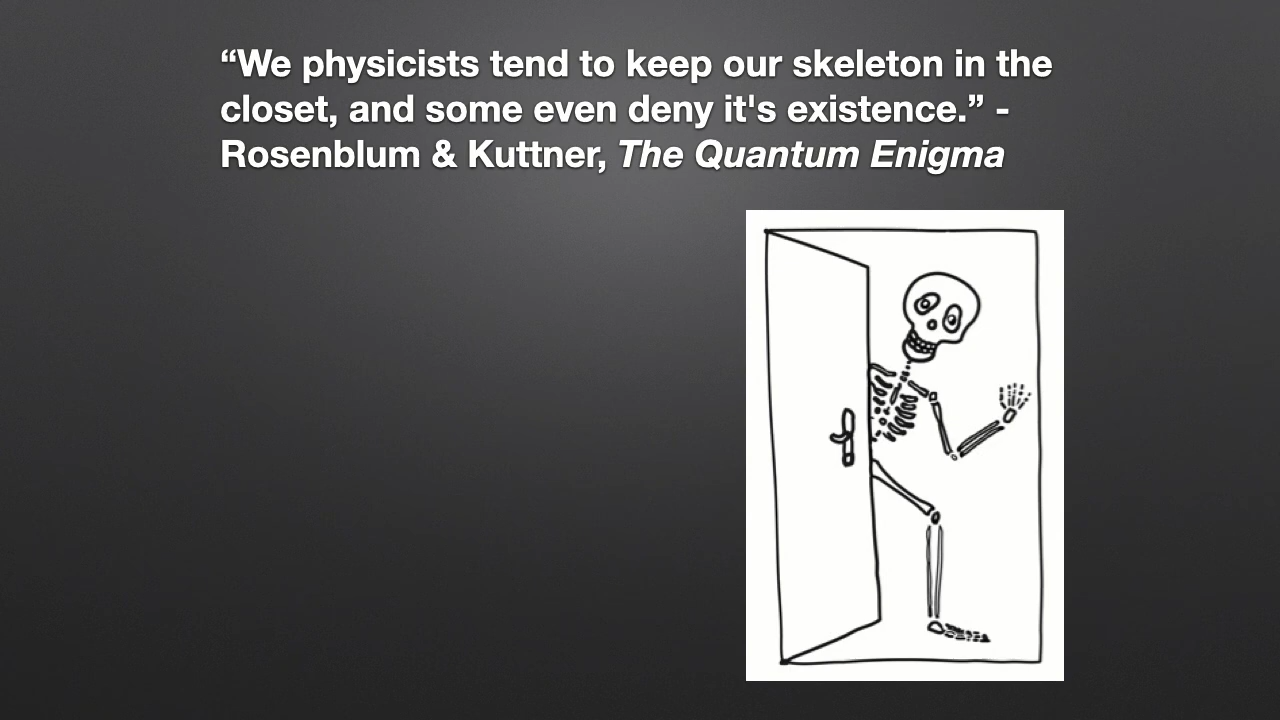 “We physicists tend to keep our skeleton in the
closet, and some even deny it's existence.” -
Rosenblum & Kuttner, The Quantum Enigma